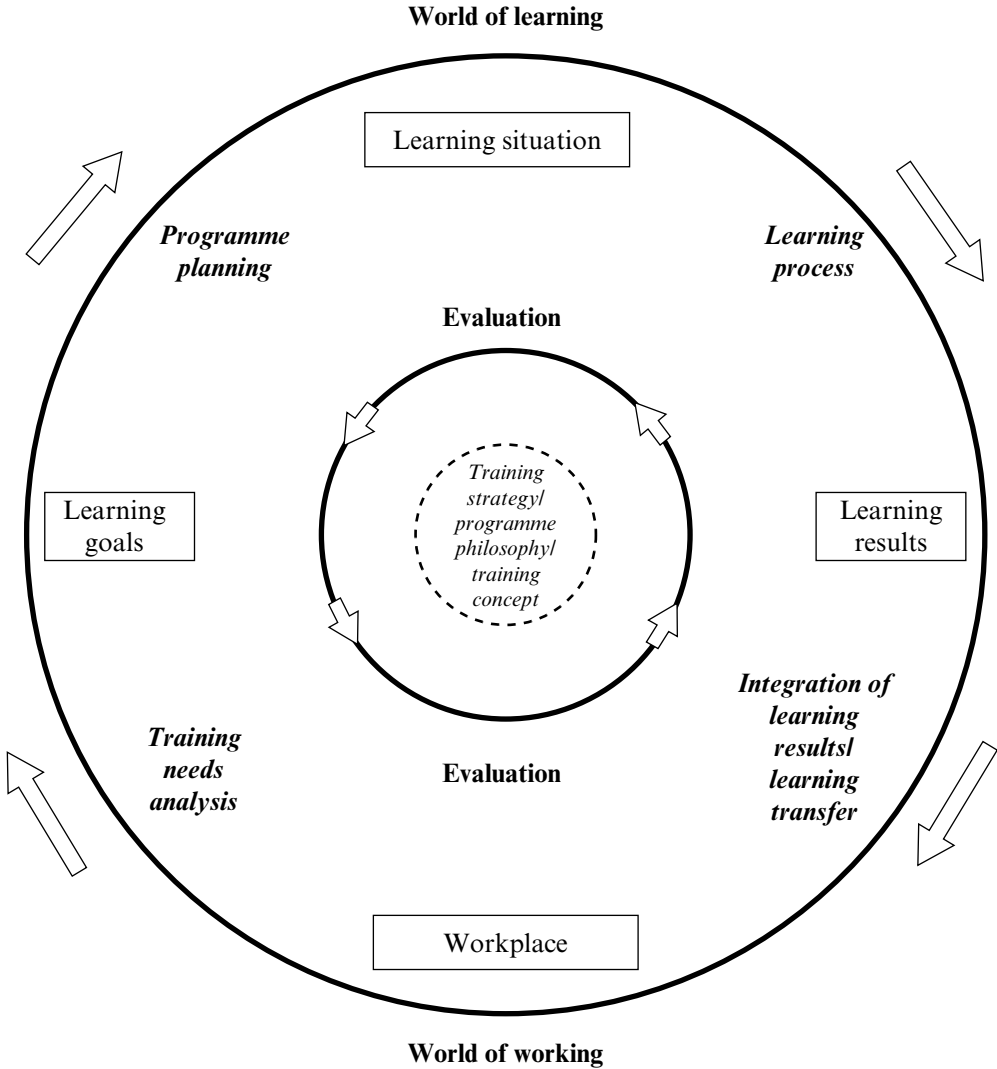 World of learning
Learning situation
Programme
planning
Learning
process
Evaluation
Training
strategy/
programme
philosophy/
training
concept
Learning
goals
Learning
results
Training
needs
analysis
Evaluation
Integration of
learning
results/
learning
transfer
Workplace
World of working